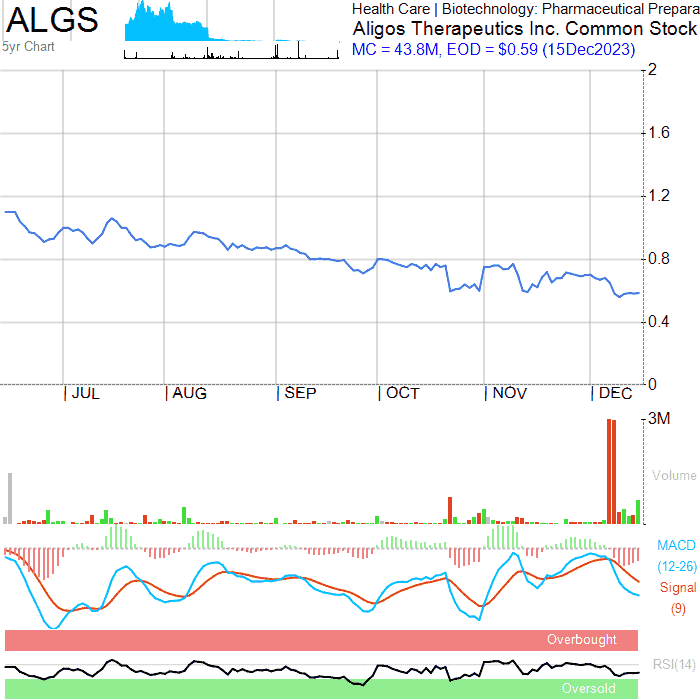 ALGS
5yr Chart
Health Care | Biotechnology: Pharmaceutical Prepara
Aligos Therapeutics Inc. Common Stock
MC = 43.8M, EOD = $0.59 (15Dec2023)
2
1.6
1.2
0.8
0.4
0
| JUL | AUG | SEP | OCT | NOV | DEC
3M
Volume
MACD
(12-26)
Signal
(9)
Overbought
RSI(14)
Oversold